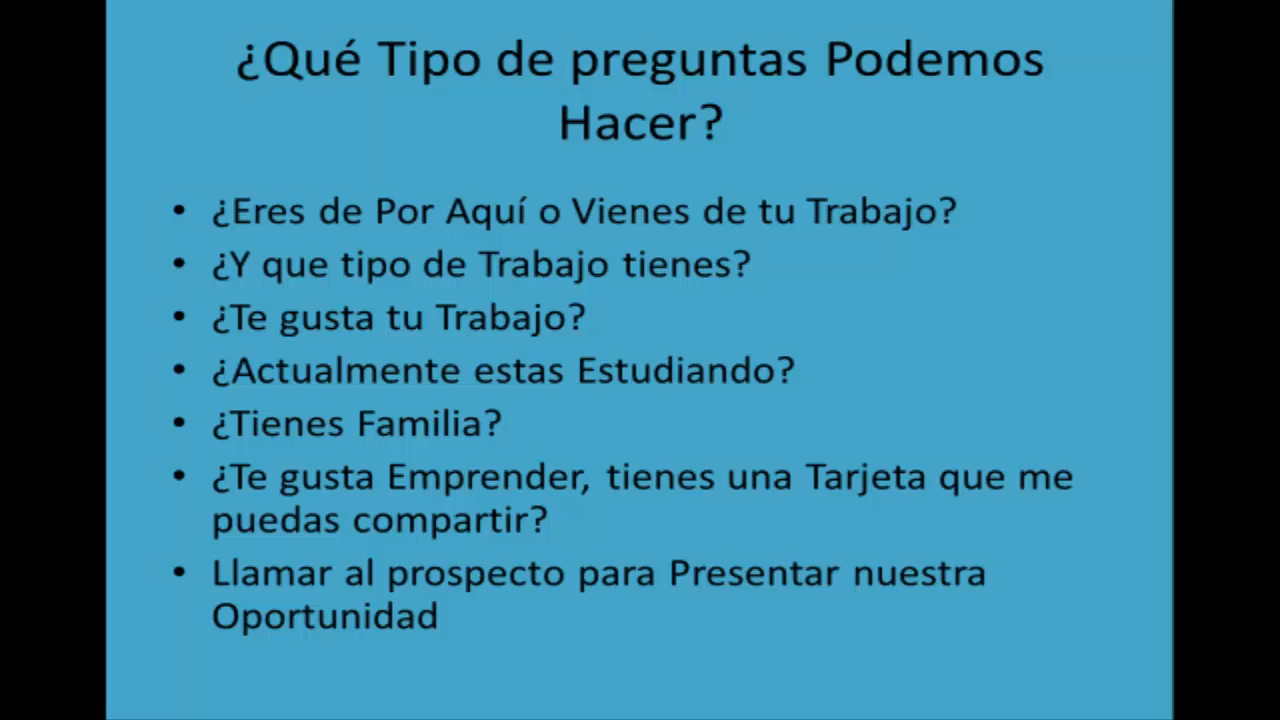 ¿Qué Tipo de preguntas Podemos
Hacer?
• ¿Eres de Por Aquí o Vienes de tu Trabajo?
• ¿Y que tipo de Trabajo tienes?
• ¿Te gusta tu Trabajo?
• ¿Actualmente estas Estudiando?
• ¿Tienes Familia?
• ¿Te gusta Emprender, tienes una Tarjeta que me
puedas compartir?
• Llamar al prospecto para Presentar nuestra
Oportunidad